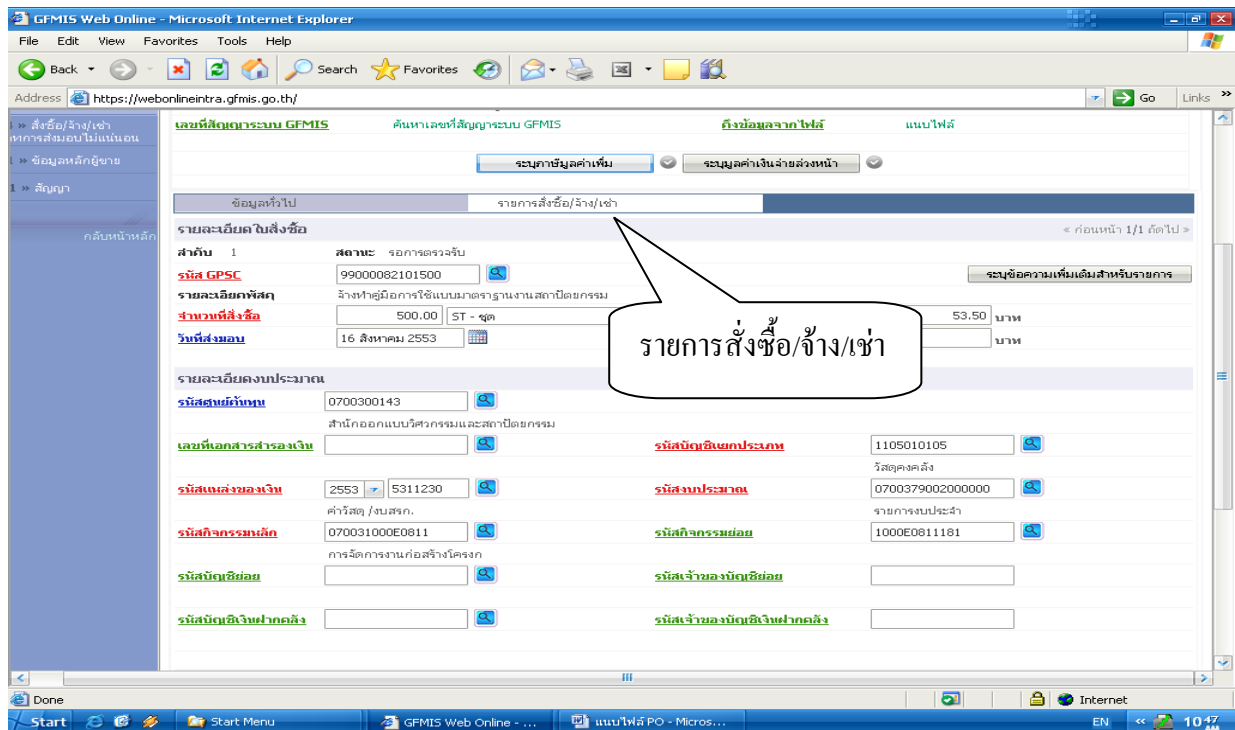 GFMIS Web Online - Microsoft Internet Explorer
File Edit View Favorites Tools Help
Back Search Favorites
Address https://webonlineintra.gfmis.go.th/ Go Links
» สั่งซื้อ/จ้าง/เช่า
ทการส่งมอบไม่แน่นอน
» ข้อมูลหลักผู้ขาย
1 » สัญญา
กลับหน้าหลัก
เลขที่สัญญาระบบ GFMIS ค้นหาเลขที่สัญญาระบบ GFMIS ดึงข้อมูลจากไฟล์ แนบไฟล์
ระบุภาษีมูลค่าเพิ่ม ระบุมูลค่าเงินจ่ายล่วงหน้า
ข้อมูลทั่วไป รายการสั่งซื้อ/จ้าง/เช่า
รายละเอียดใบสั่งซื้อ « ก่อนหน้า 1/1 ถัดไป »
ลำดับ 1 สถานะ รอการตรวจรับ
รหัส GPSC 99000082101500 ระบุข้อความเพิ่มเติมสำหรับรายการ
รายละเอียดพัสดุ จ้างทำคู่มือการใช้แบบมาตราฐานงานสถาปัตยกรรม
จำนวนที่สั่งซื้อ 500.00 ST - ชุด 53.50 บาท
วันที่ส่งมอบ 16 สิงหาคม 2553 บาท
รายการสั่งซื้อ/จ้าง/เช่า
รายละเอียดงบประมาณ
รหัสศูนย์ต้นทุน 0700300143
สำนักออกแบบวิศวกรรมและสถาปัตยกรรม
เลขที่เอกสารสำรองเงิน รหัสบัญชีแยกประเภท 1105010105
วัสดุคงคลัง
รหัสแหล่งของเงิน 2553 5311230 รหัสงบประมาณ 0700379002000000
ค่าวัสดุ /งบสรก. รายการงบประจำ
รหัสกิจกรรมหลัก 070031000E0811 รหัสกิจกรรมย่อย 1000E0811181
การจัดการงานก่อสร้างโครงก
รหัสบัญชีย่อย รหัสเจ้าของบัญชีย่อย
รหัสบัญชีเงินฝากคลัง รหัสเจ้าของบัญชีเงินฝากคลัง
Done Internet
Start Start Menu GFMIS Web Online - ... แนบไฟล์ PO - Micros... EN « 10 47 AM